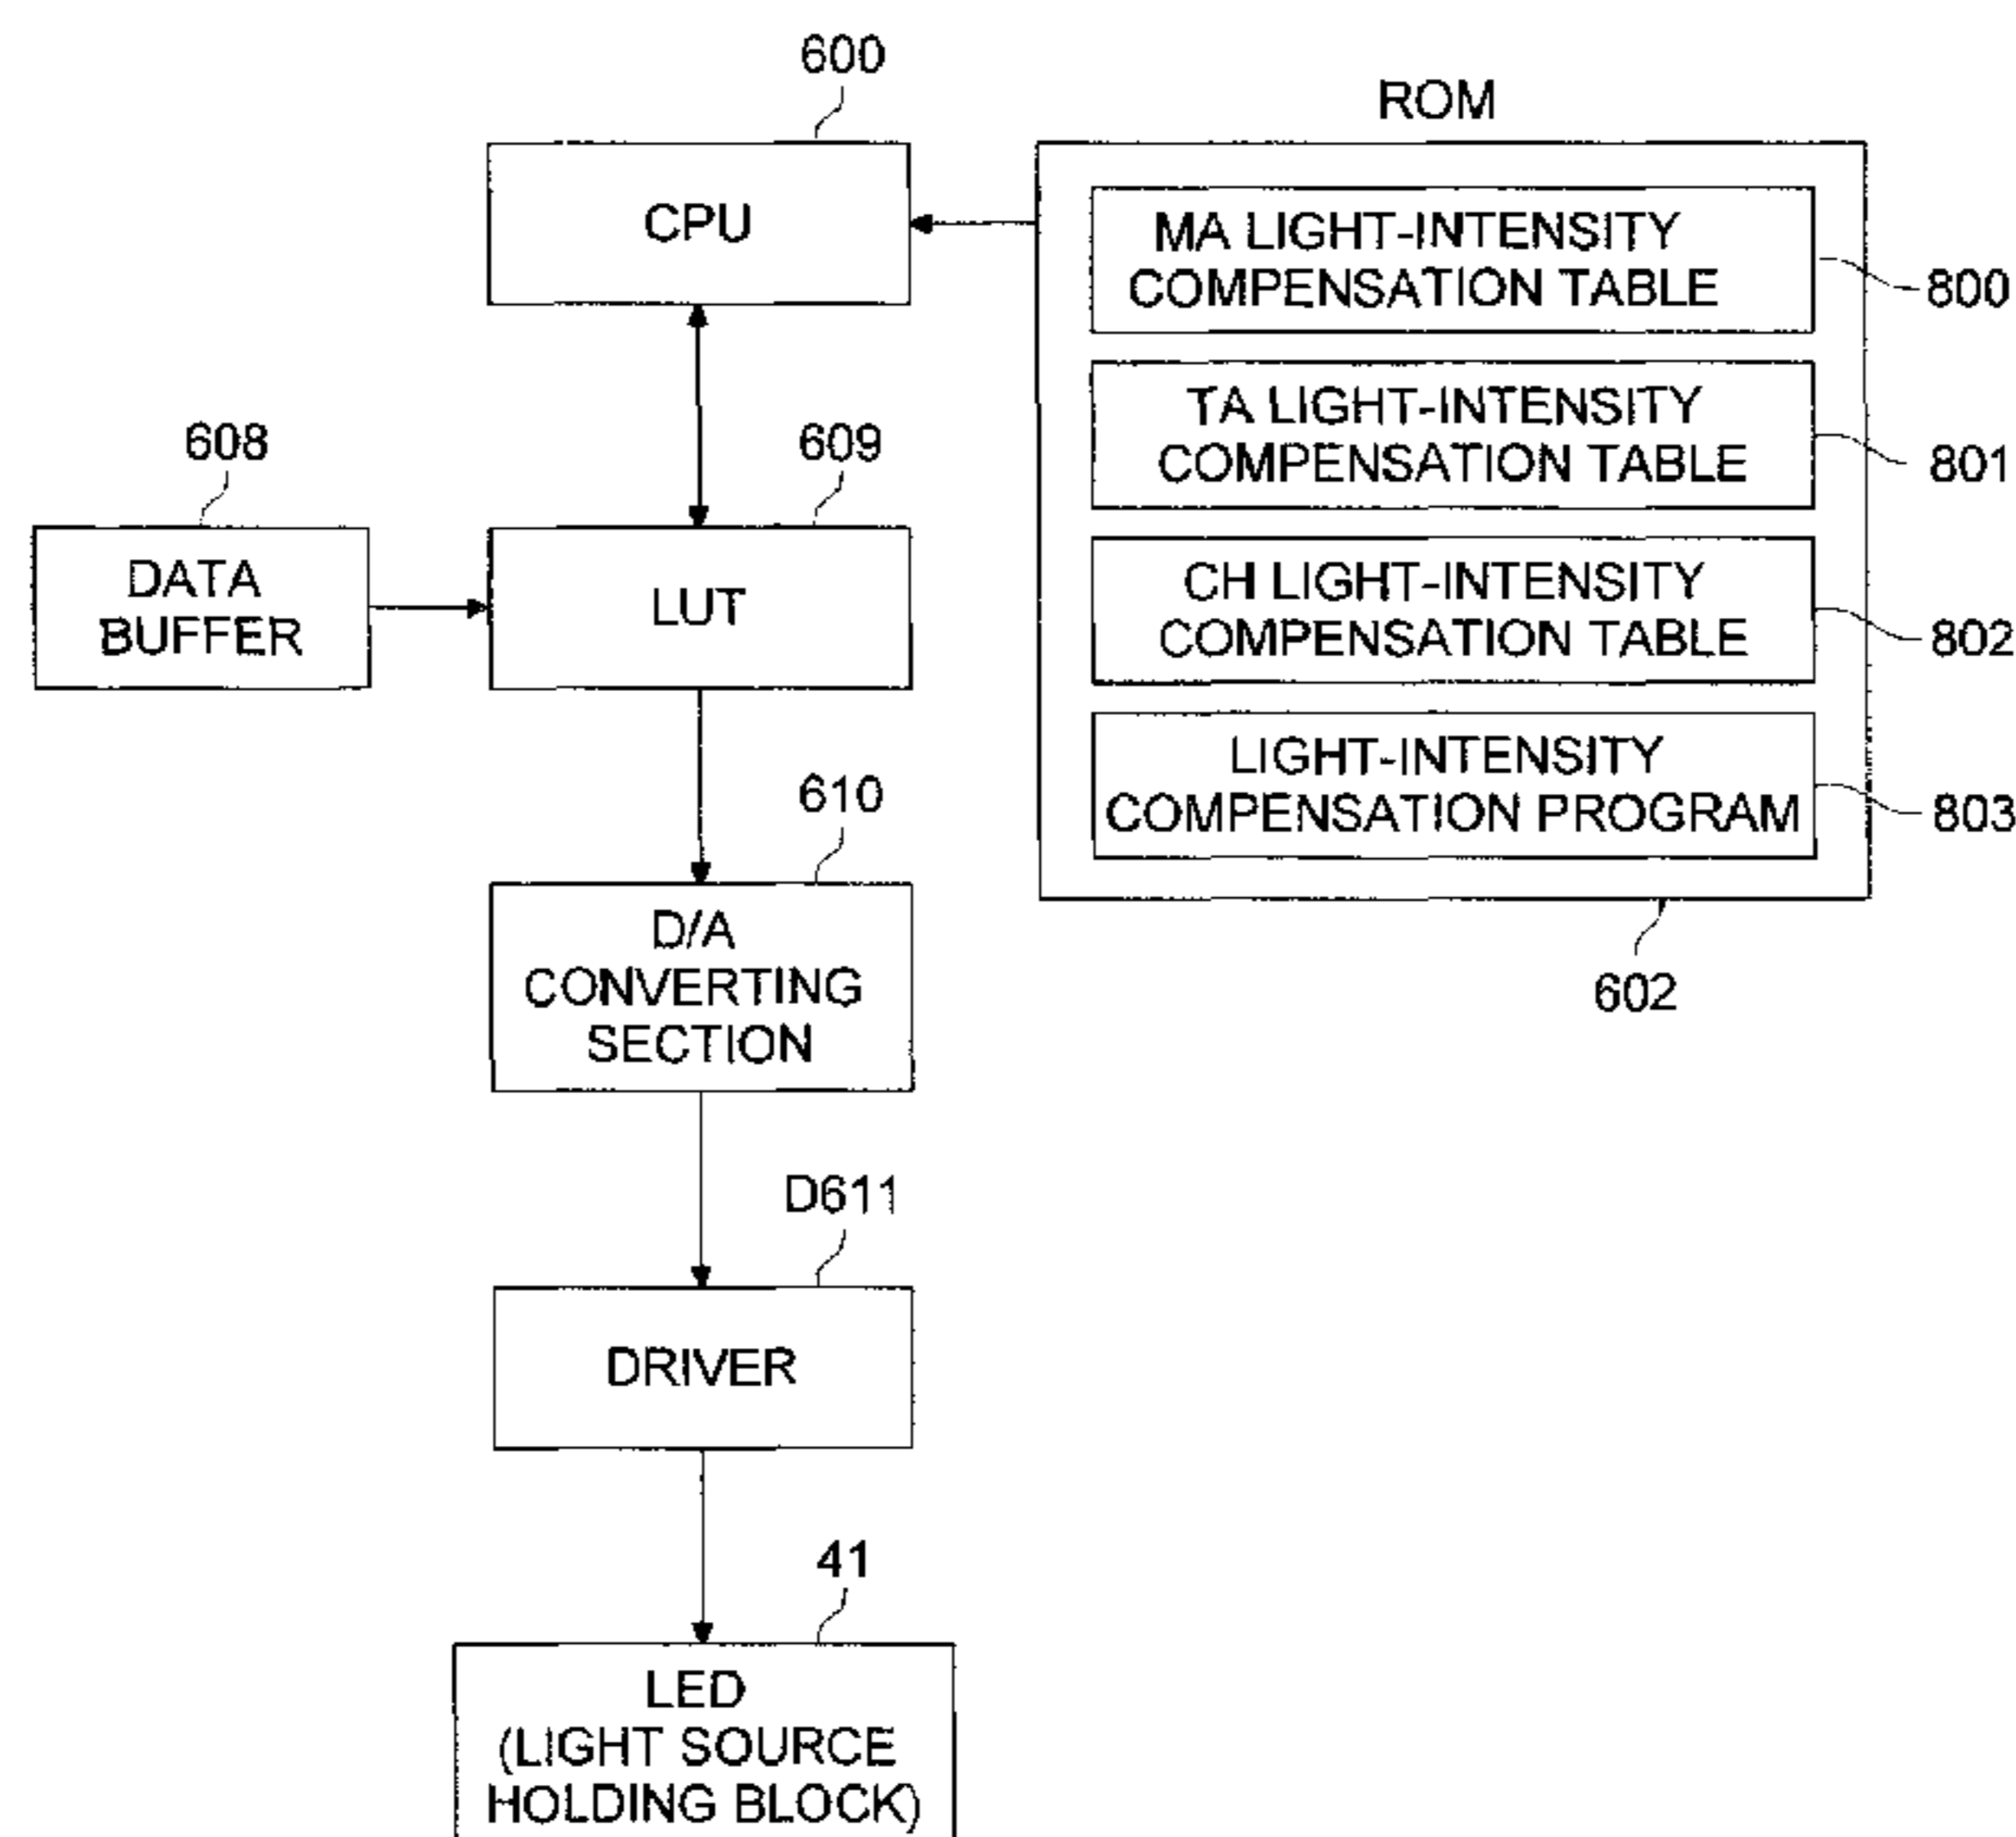 600
ROM
CPU
MA LIGHT-INTENSITY
COMPENSATION TABLE
800
TA LIGHT-INTENSITY
COMPENSATION TABLE
801
608
609
DATA
BUFFER
LUT
CH LIGHT-INTENSITY
COMPENSATION TABLE
802
LIGHT-INTENSITY
COMPENSATION PROGRAM
803
610
D/A
CONVERTING
SECTION
602
D611
DRIVER
41
LED
(LIGHT SOURCE
HOLDING BLOCK)